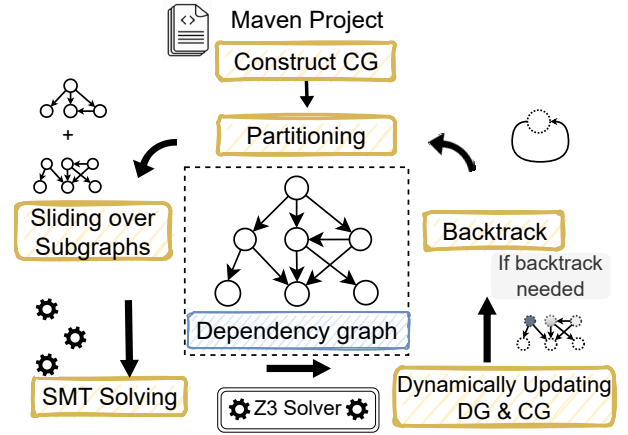 Maven Project
Construct CG
Partitioning
+
Sliding over
Subgraphs
Backtrack
If backtrack
needed
Dependency graph
SMT Solving
Z3 Solver
Dynamically Updating
DG & CG